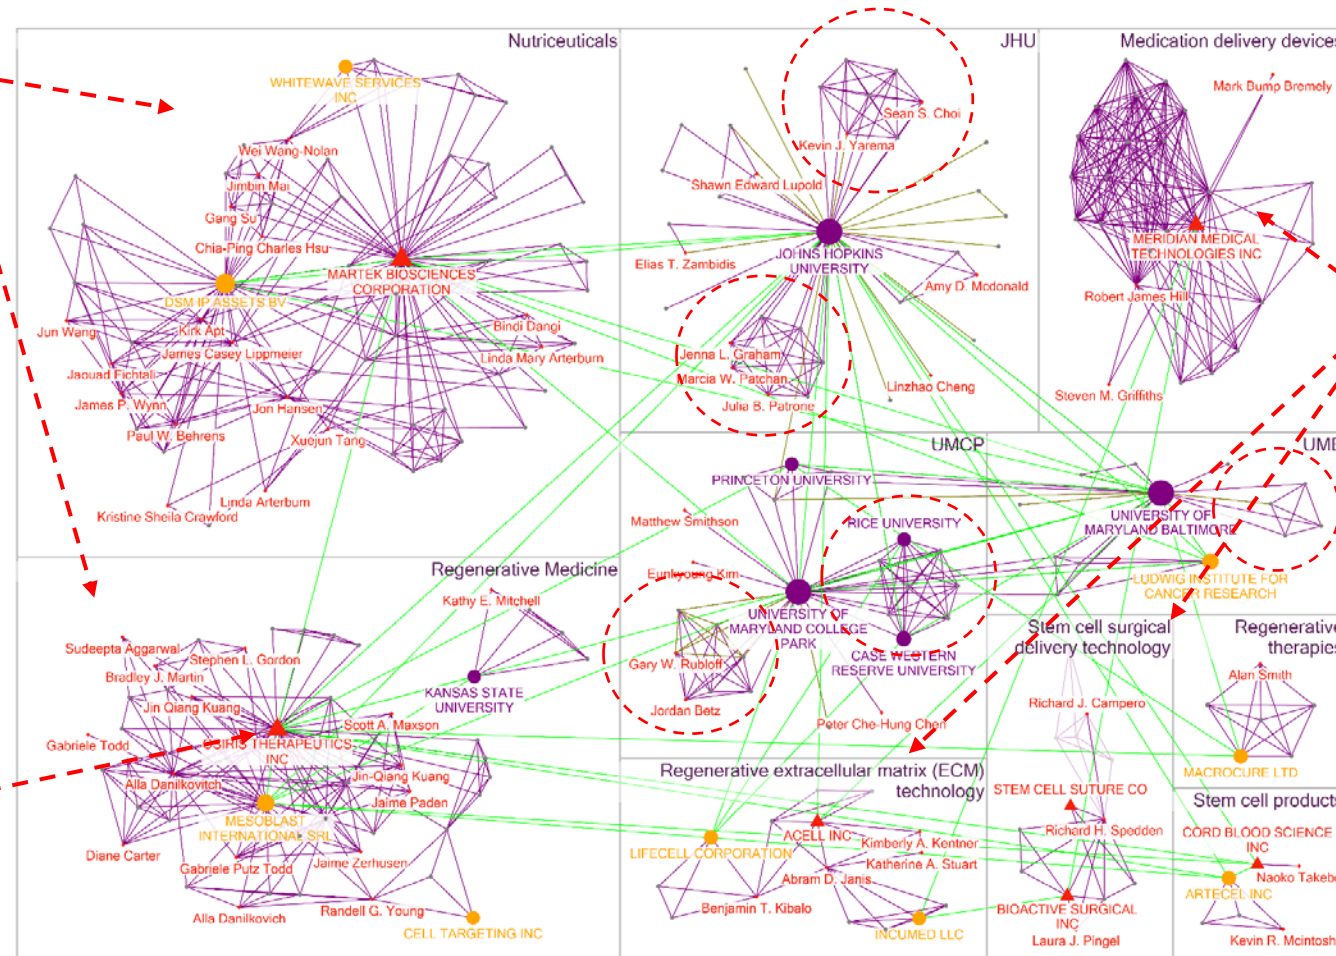 Nutriceuticals
WHITEWAVE SERVICES
INC
Wei Wang-Nolan
Jimbin Mai
Gang Su
Chia-Ping Charles Hsu
MARTEK BIOSCIENCES
CORPORATION
DSM IP ASSETS BV
Jun Wang
Kirk Apt
Bindi Dangi
James Casey Lippmeier
Linda Mary Arterburn
Jaouad Fichtali
James P. Wynn
Jon Hansen
Paul W. Behrens
Xuejun Tang
Linda Arterburn
Kristine Sheila Crawford
JHU
Sean S. Choi
Kevin J. Yarema
Shawn Edward Lupold
JOHNS HOPKINS
UNIVERSITY
Elias T. Zambidis
Amy D. Mcdonald
Jenna L. Graham
Marcia W. Patchan
Linzhao Cheng
Julia B. Patrone
Medication delivery devices
Mark Bump Bremely
MERIDIAN MEDICAL
TECHNOLOGIES INC
Robert James Hill
Steven M. Griffiths
UMCP
PRINCETON UNIVERSITY
Matthew Smithson
RICE UNIVERSITY
Eunkyoung Kim
UNIVERSITY OF
MARYLAND COLLEGE
PARK
Gary W. Rubloff
CASE WESTERN
RESERVE UNIVERSITY
Jordan Betz
Peter Che-Hung Chen
UMB
UNIVERSITY OF
MARYLAND BALTIMORE
LUDWIG INSTITUTE FOR
CANCER RESEARCH
Regenerative Medicine
Kathy E. Mitchell
Sudeepta Aggarwal
Stephen L. Gordon
Bradley J. Martin
KANSAS STATE
UNIVERSITY
Jin Qiang Kuang
Scott A. Maxson
Gabriele Todd
OSIRIS THERAPEUTICS
INC
Jin-Qiang Kuang
Alla Danilkovitch
Jaime Paden
MESOBLAST
INTERNATIONAL SRL
Diane Carter
Gabriele Putz Todd
Jaime Zerhusen
Alla Danilkovich
Randell G. Young
CELL TARGETING INC
Regenerative extracellular matrix (ECM)
technology
ACELL INC
Kimberly A. Kentner
LIFECELL CORPORATION
Katherine A. Stuart
Abram D. Janis
Benjamin T. Kibalo
INCUMED LLC
Stem cell surgical
delivery technology
Richard J. Campero
STEM CELL SUTURE CO
Richard H. Spedden
BIOACTIVE SURGICAL
INC
Laura J. Pingel
Regenerative
therapies
Alan Smith
MACROCURE LTD
Stem cell products
CORD BLOOD SCIENCE
INC
Naoko Takebe
ARTECEL INC
Kevin R. Mcintosh